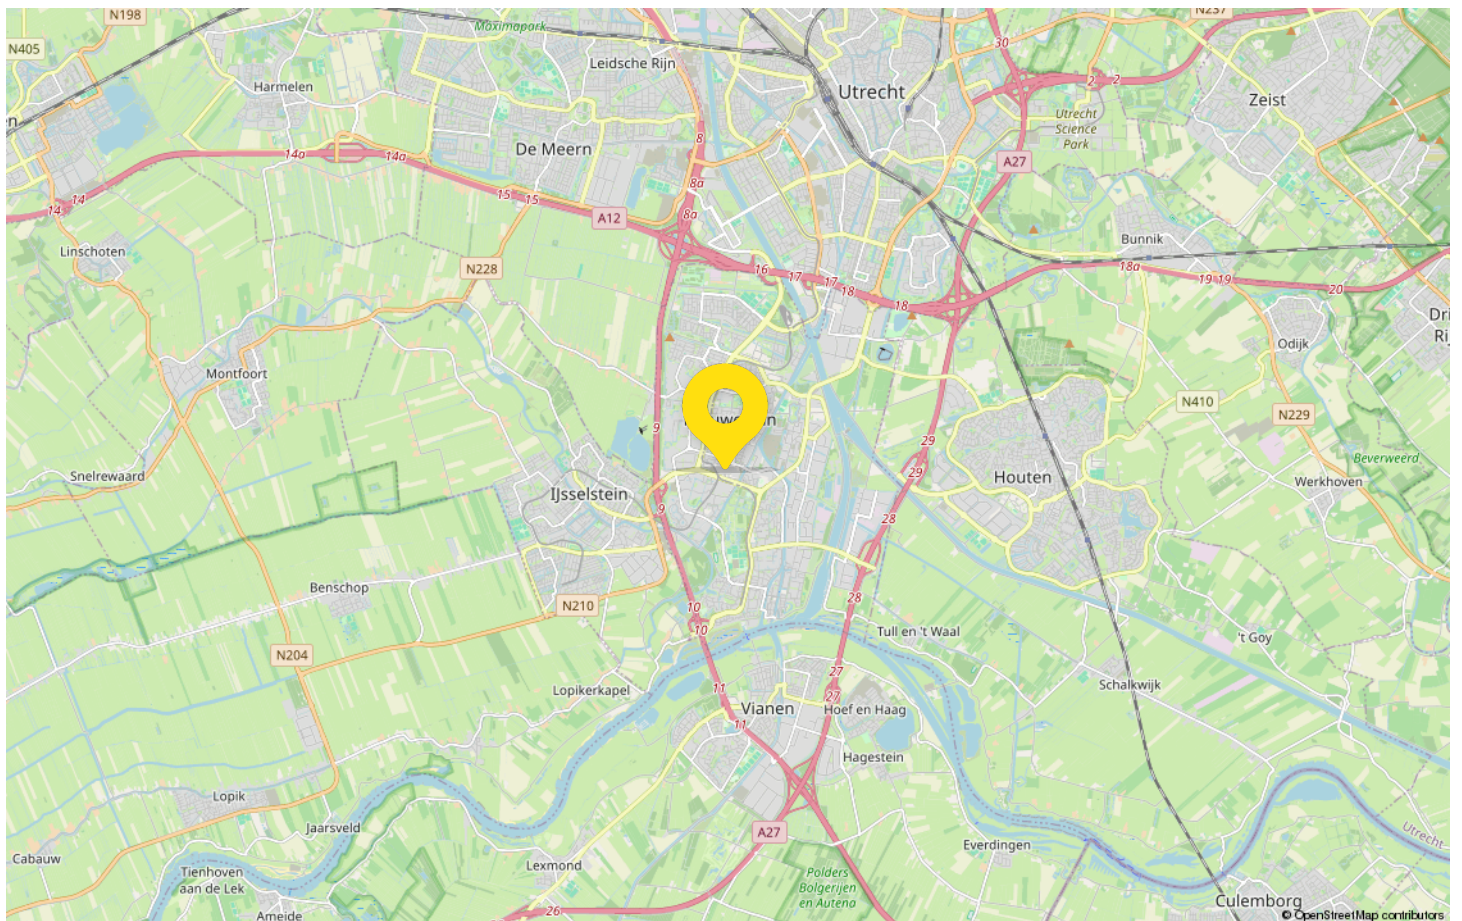 N198
N237
Maximapark
30
N405
Leidsche Rijn
2
2
Harmelen
Utrecht
Zeist
Utrecht
Science
Park
8
De Meern
14a
14a
A27
8a
15
15
14
14
8a
A12
Linschoten
Bunnik
N228
16
17
17
18
18
18a
19
19
20
Dri
Rij
Odijk
Montfoort
N410
N229
9
29
29
Beverweerd
Snelrewaard
IJsselstein
Houten
Werkhoven
9
28
Benschop
28
N210
10
10
Tull en 't Waal
't Goy
N204
27
27
11
Lopikerkapel
Schalkwijk
11
Vianen
Hoef en Haag
Hagestein
Lopik
Jaarsveld
A27
Utrecht
Everdingen
Cabauw
Lexmond
Tienhoven
aan de Lek
Polders
Bolgerijen
en Autena
Culemborg
26
Ameide
© OpenStreetMap contributors